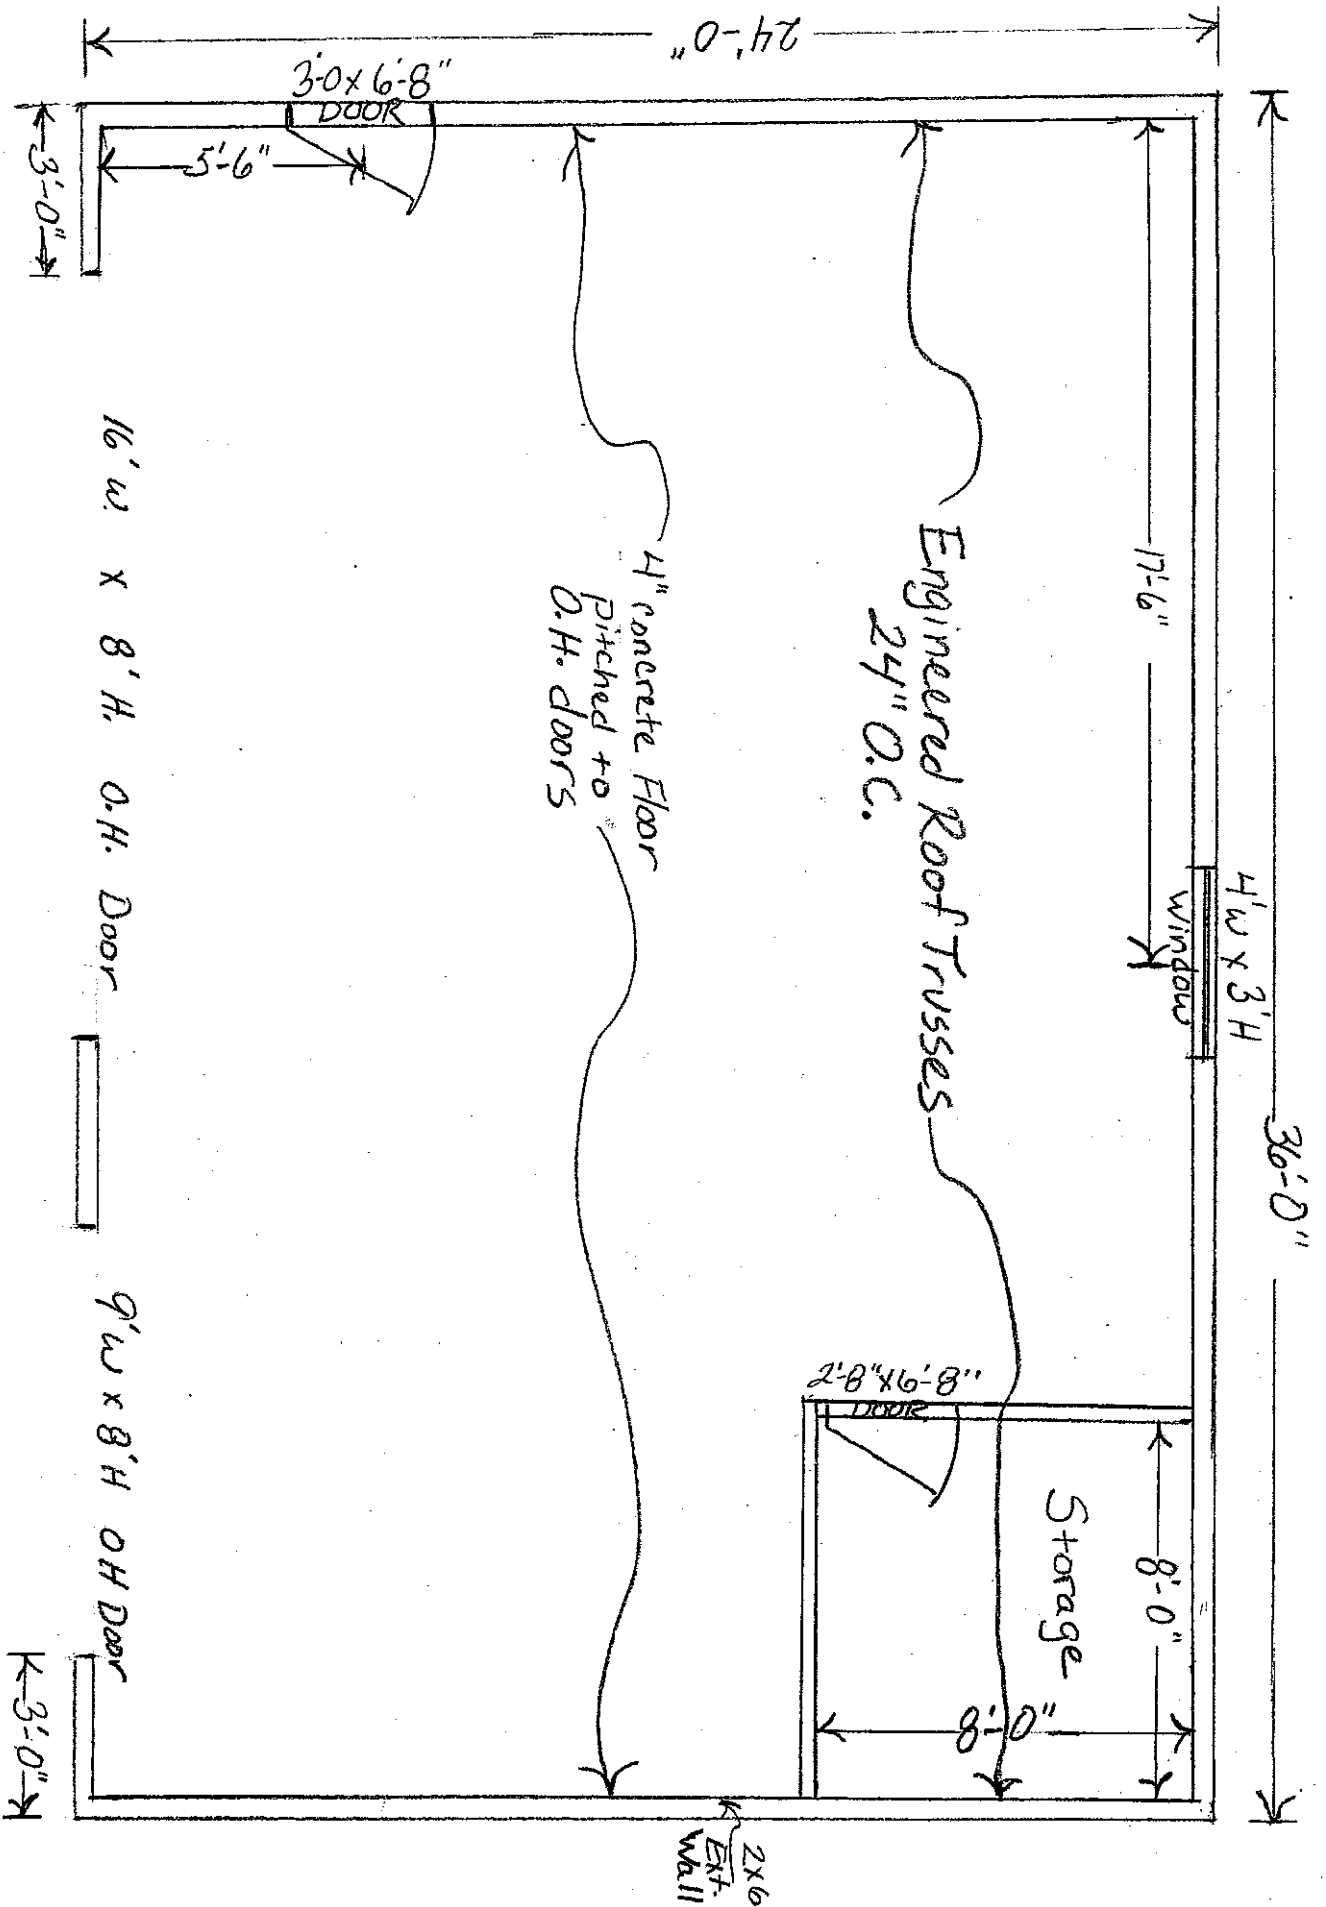 36'-0"
4'w x 3'H
window
17'-6"
8'-0"
Storage
8'-0"
2'-8"x6'-8"
DOOR
Engineered Roof Trusses
24" O.C.
4" concrete Floor
pitched to
O.H. doors
24'-0"
3'-0x6'-8"
DOOR
5'-6"
2x6
Ext.
Wall
16'w x 8'H. O.H. Door
9'w x 8'H OH Door
3'-0"
3'-0"